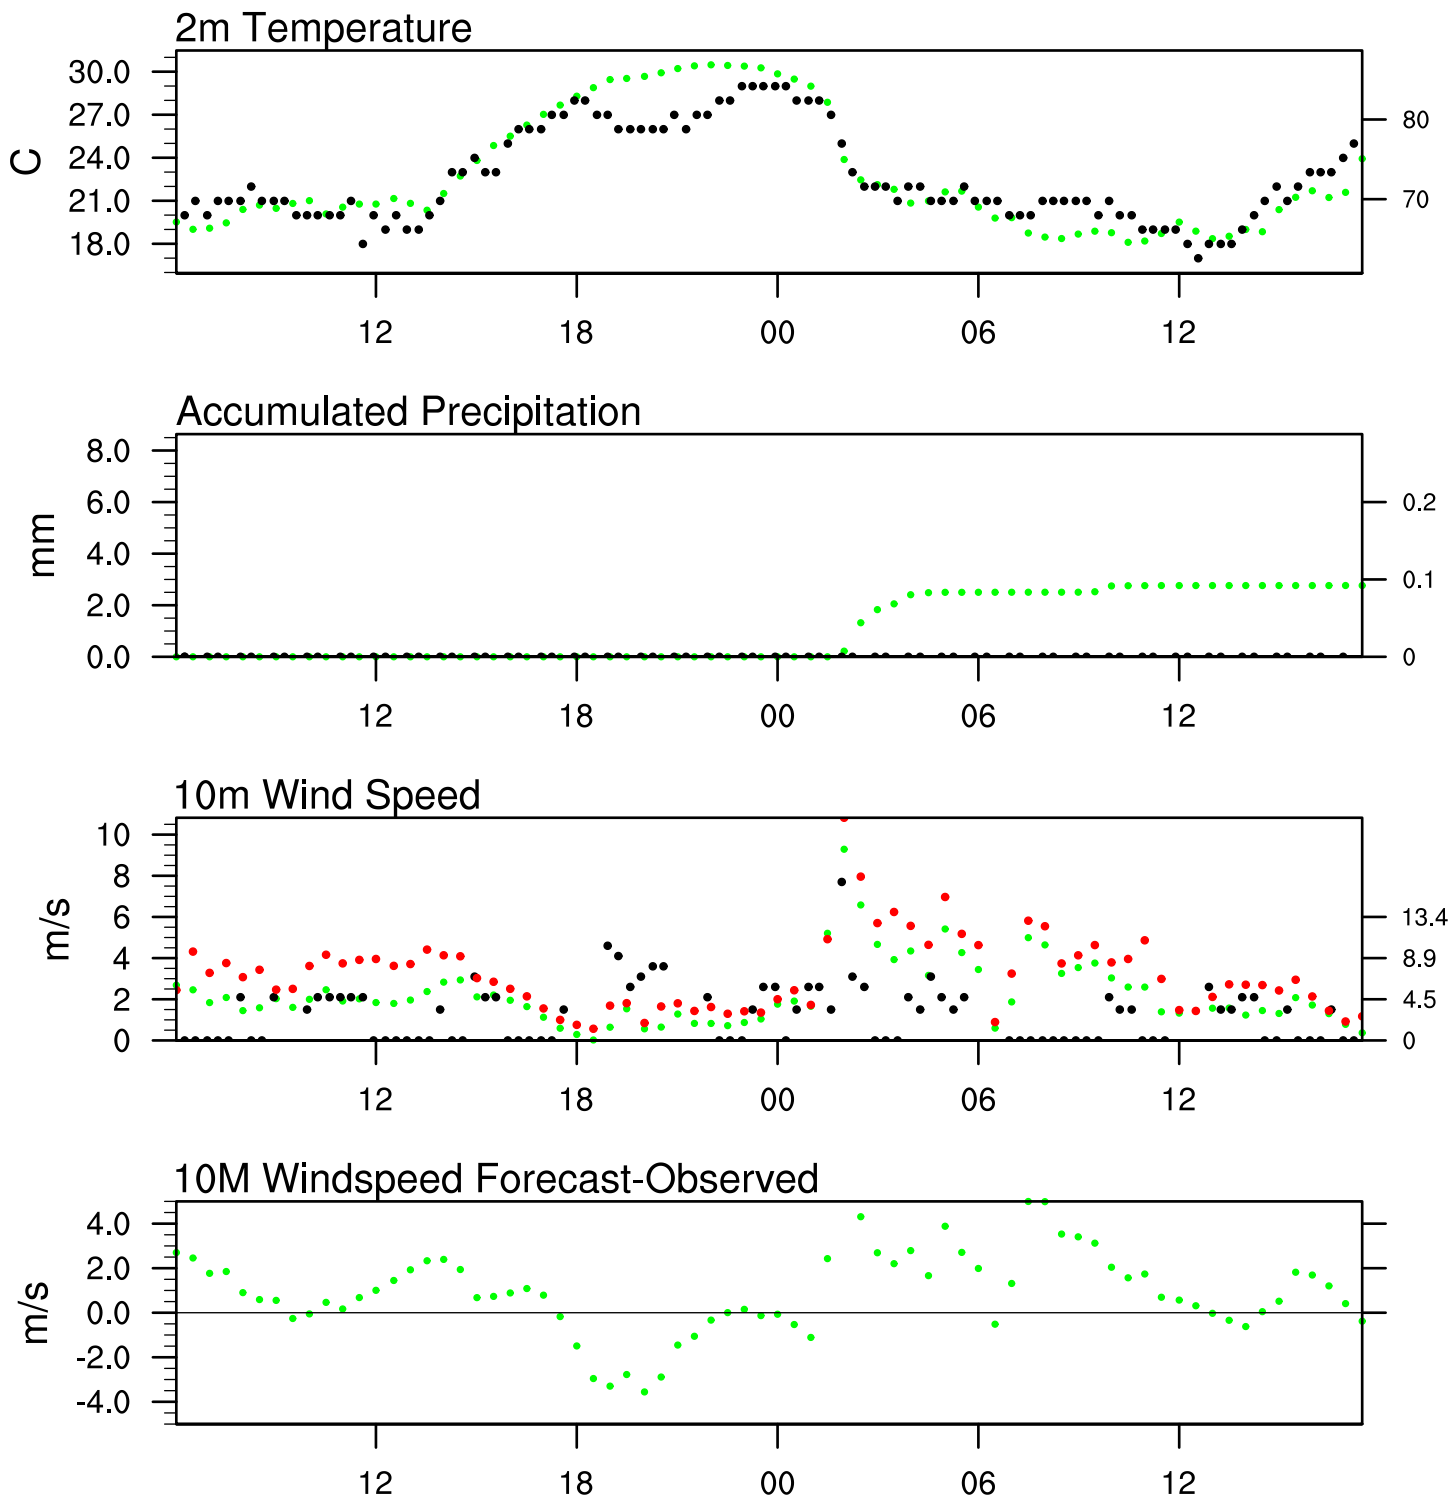 2m Temperature
30.0
27.0
24.0
21.0
18.0
C
80
70
12 18 00 06 12
Accumulated Precipitation
8.0
6.0
4.0
2.0
0.0
mm
0.2
0.1
0
12 18 00 06 12
10m Wind Speed
10
8
6
4
2
0
m/s
13.4
8.9
4.5
0
12 18 00 06 12
10M Windspeed Forecast-Observed
4.0
2.0
0.0
-2.0
-4.0
m/s
12 18 00 06 12